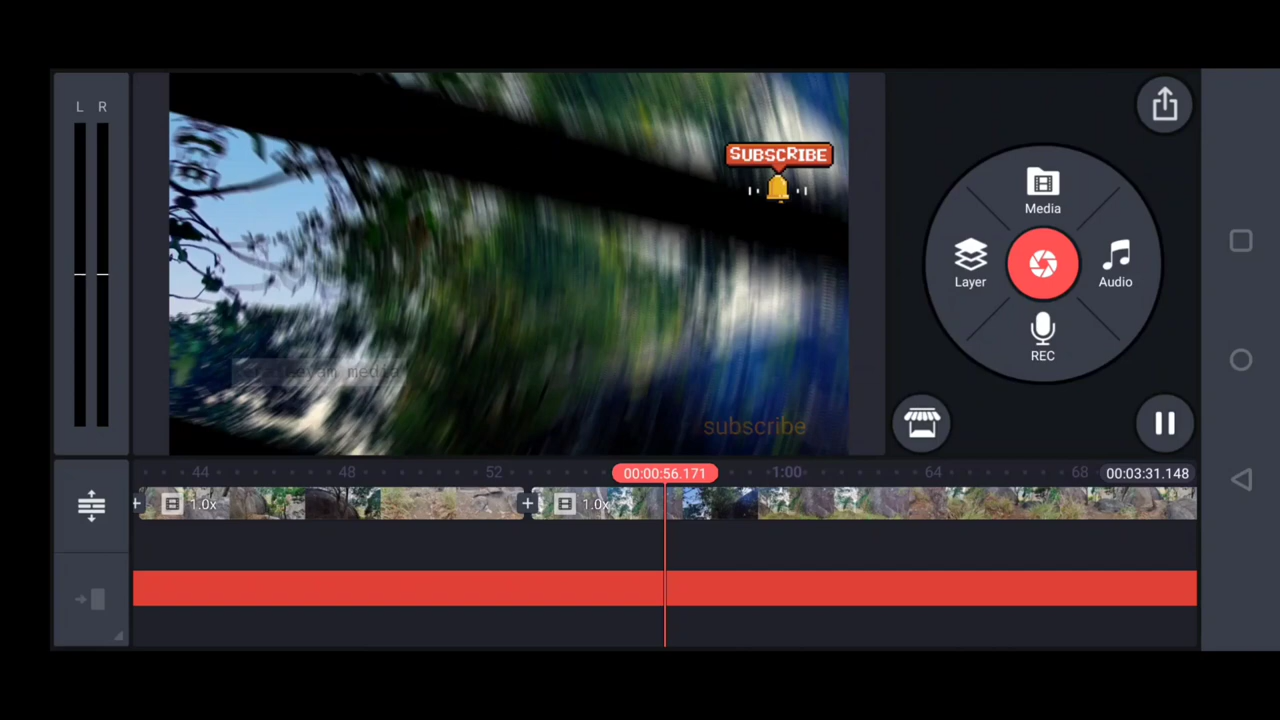 L R
SUBSCRIBE
media
subscribe
Media
Layer
Audio
REC
44
48
52
00:00:56.171
1:00
64
68
00:03:31.148
1.0x
1.0x